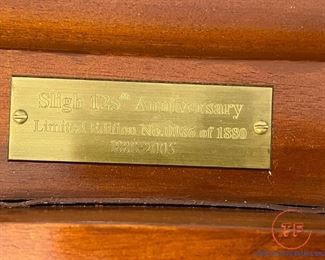 Sligh 125th Anniversary
Limited Edition No. of 1880
1880-2005